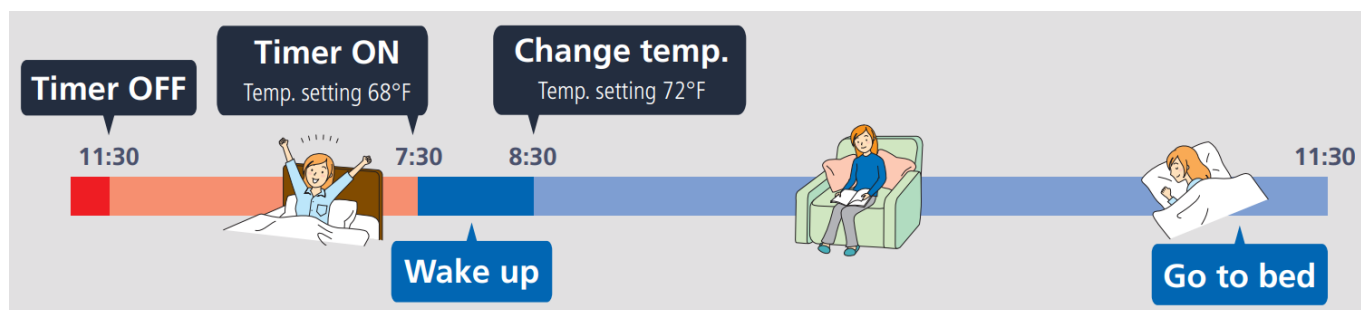 Timer OFF
Timer ON
Temp. setting 68°F
Change temp.
Temp. setting 72°F
11:30
7:30
8:30
11:30
Wake up
Go to bed